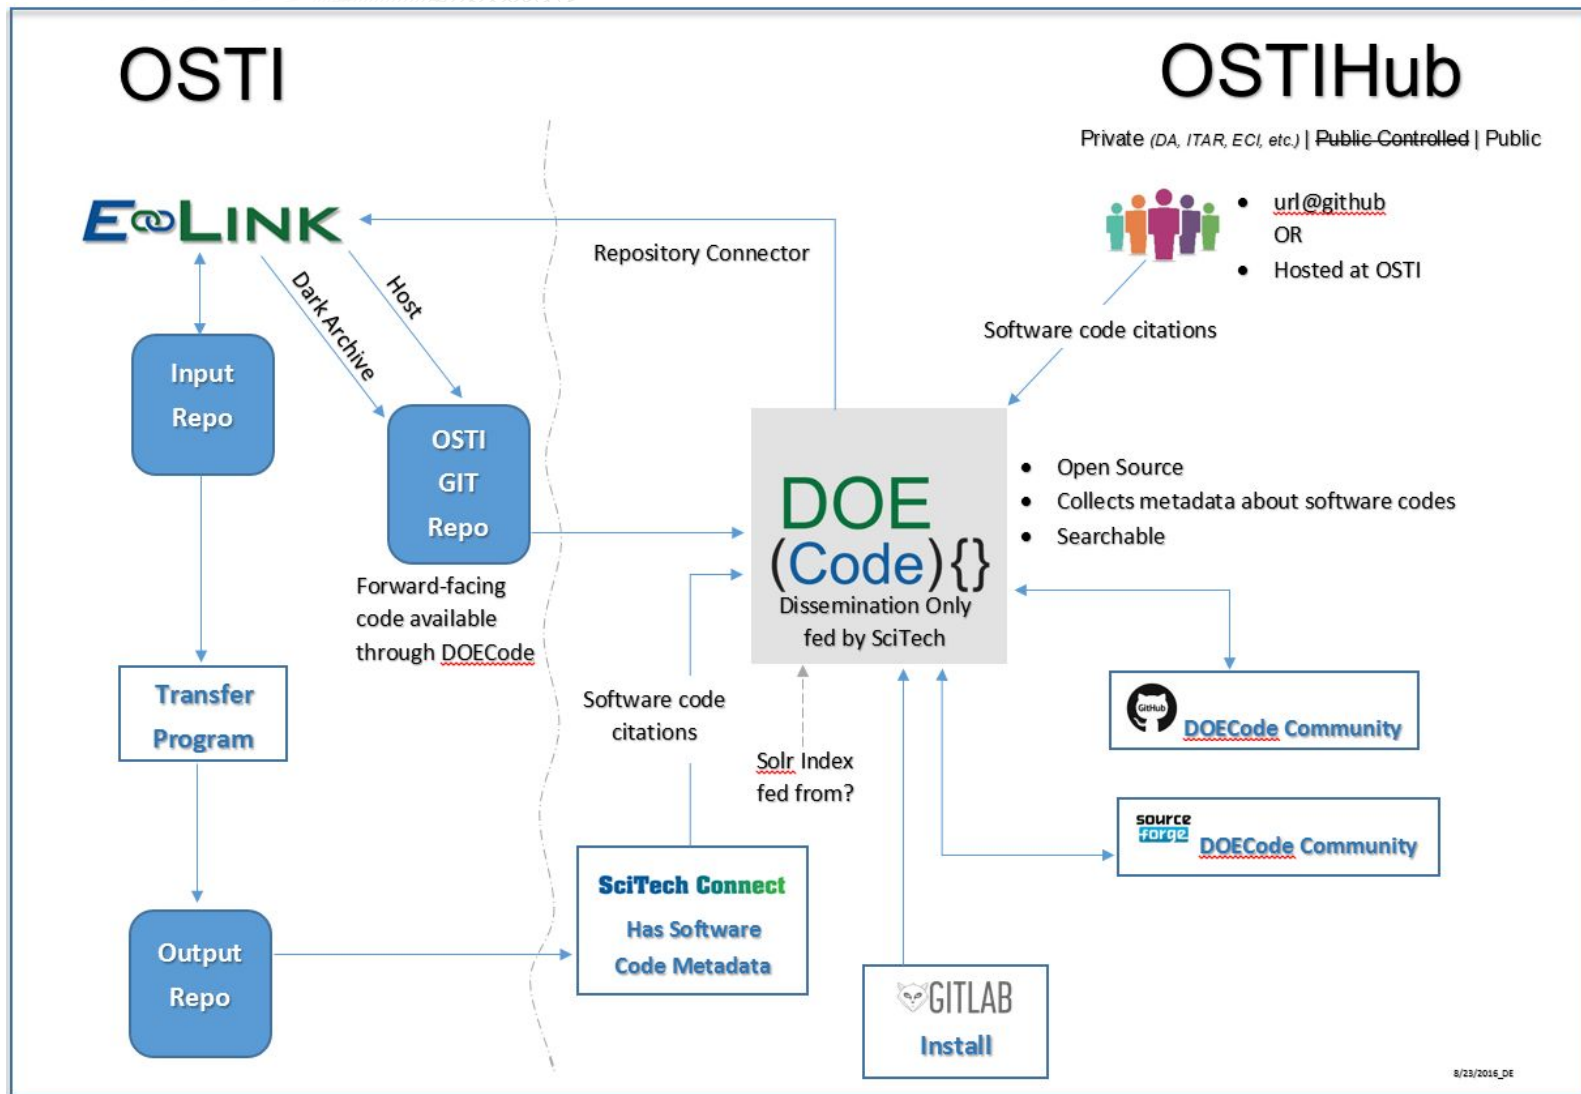 OSTI
OSTIHub
Private (DA, ITAR, ECI, etc.) | Public Controlled | Public
E LINK
Repository Connector
• url@github
OR
• Hosted at OSTI
Dark Archive
Host
Software code citations
Input
Repo
OSTI
GIT
Repo
Forward-facing
code available
through DOECode
DOE
(Code){}
Dissemination Only
fed by SciTech
• Open Source
• Collects metadata about software codes
• Searchable
Transfer
Program
Software code
citations
Solr Index
fed from?
GitHub
DOECode Community
source
forge
DOECode Community
SciTech Connect
Has Software
Code Metadata
Output
Repo
GITLAB
Install
8/23/2016_DE